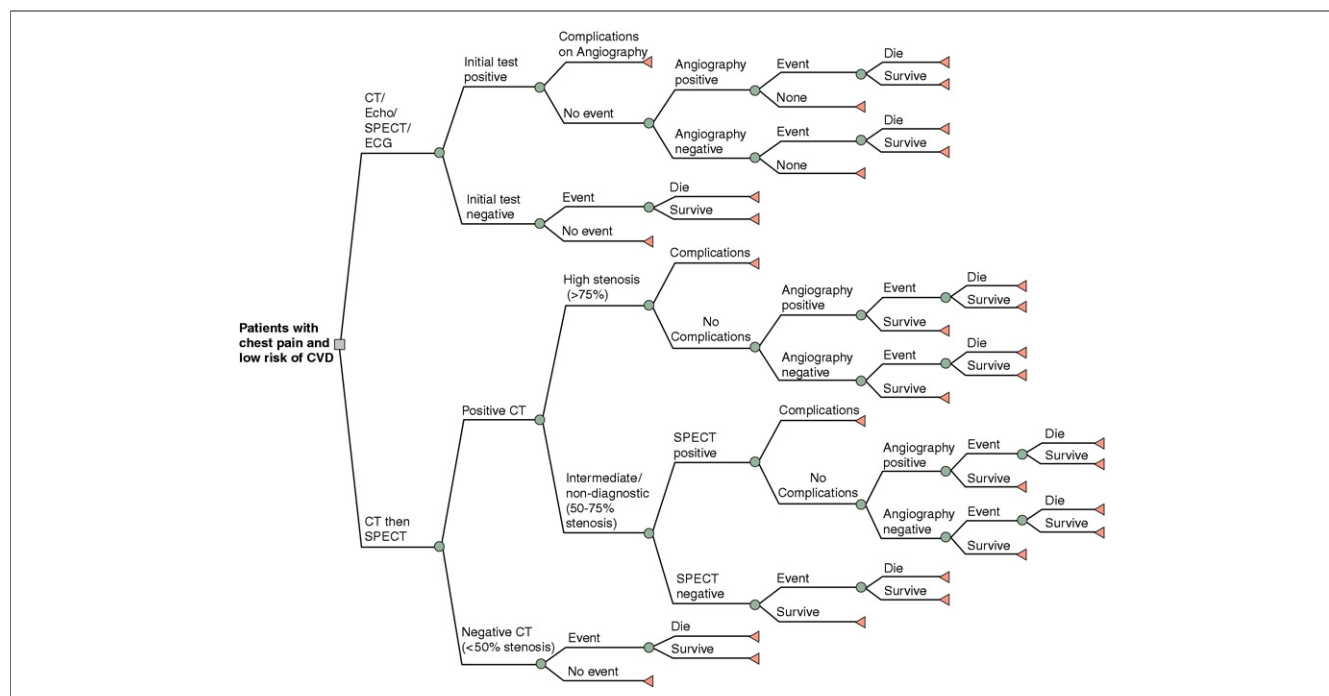 Patients with
chest pain and
low risk of CVD
CT/
Echo/
SPECT/
ECG
Initial test
positive
Complications
on Angiography
No event
Angiography
positive
Event
Die
Survive
None
Angiography
negative
Event
Die
Survive
None
Initial test
negative
Event
Die
Survive
No event
CT then
SPECT
Positive CT
High stenosis
(>75%)
Complications
No
Complications
Angiography
positive
Event
Die
Survive
Survive
Angiography
negative
Event
Die
Survive
Survive
Intermediate/
non-diagnostic
(50-75%
stenosis)
SPECT
positive
Complications
No
Complications
Angiography
positive
Event
Die
Survive
Survive
Angiography
negative
Event
Die
Survive
Survive
SPECT
negative
Event
Die
Survive
Survive
Negative CT
(<50% stenosis)
Event
Die
Survive
No event